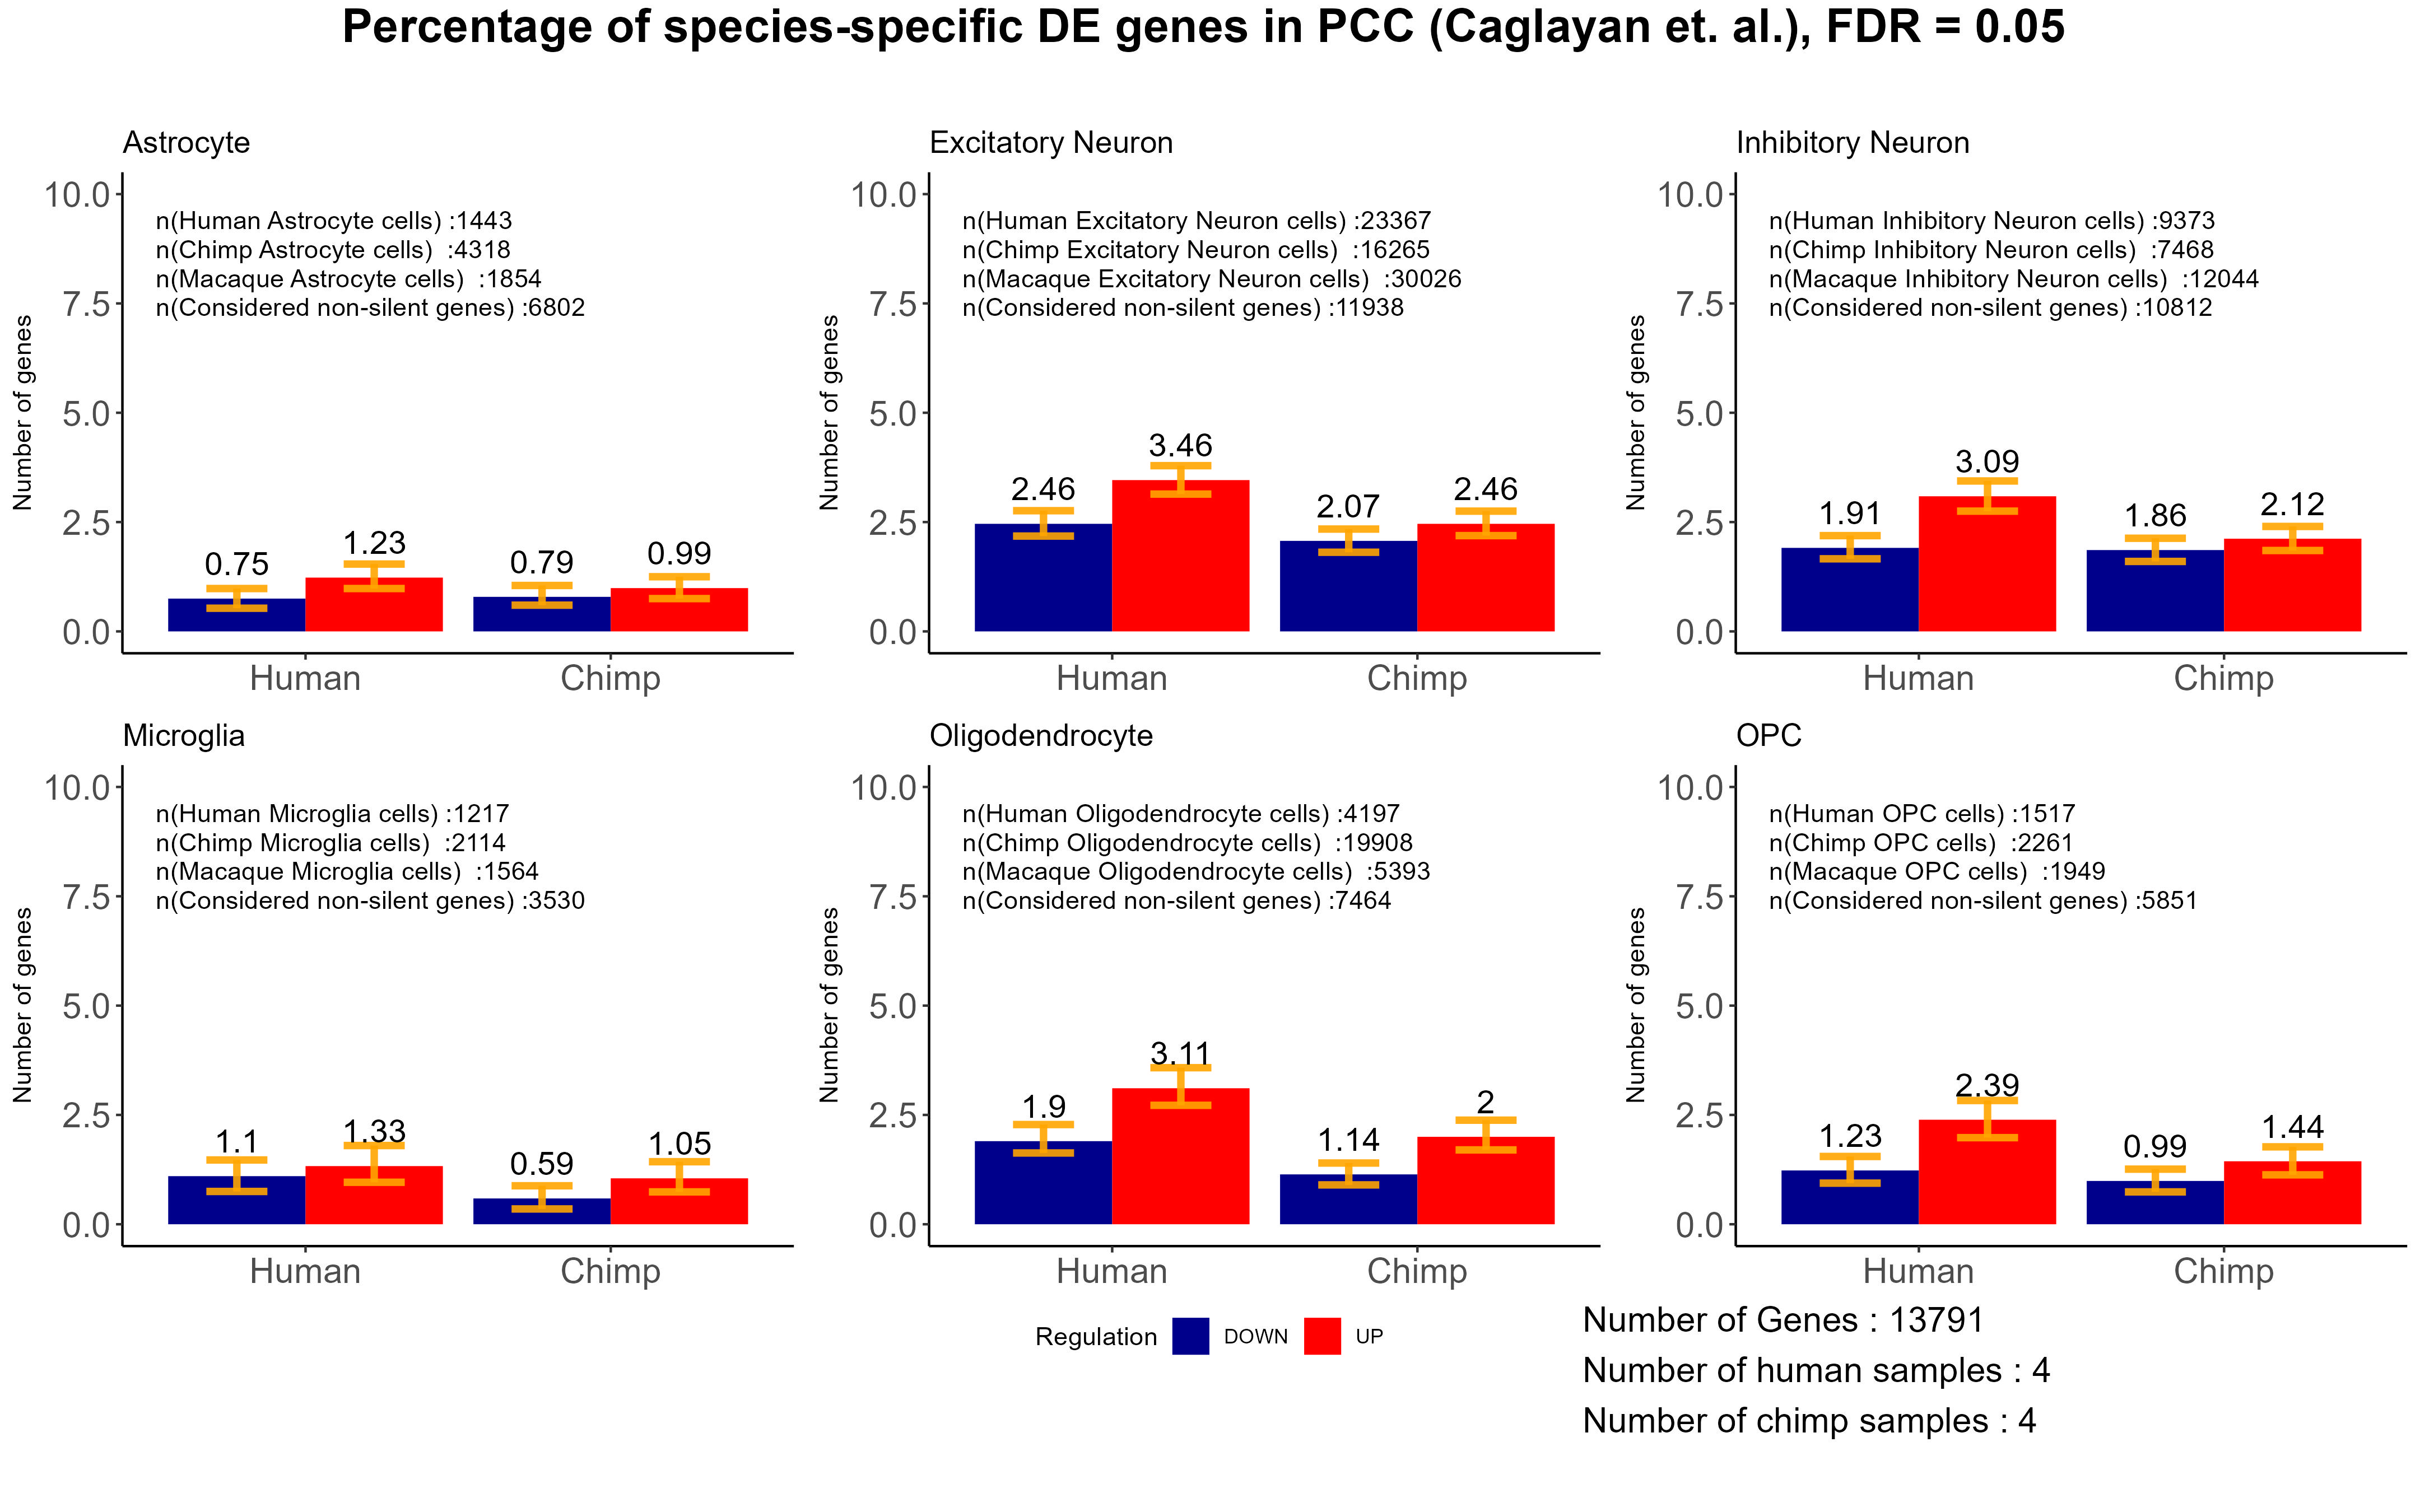 Percentage of species-specific DE genes in PCC (Caglayan et. al.), FDR = 0.05
Astrocyte
10.0
7.5
5.0
2.5
0.0
Number of genes
n(Human Astrocyte cells) :1443
n(Chimp Astrocyte cells)  :4318
n(Macaque Astrocyte cells)  :1854
n(Considered non-silent genes) :6802
0.75
1.23
0.79
0.99
Human
Chimp
Excitatory Neuron
10.0
7.5
5.0
2.5
0.0
Number of genes
n(Human Excitatory Neuron cells) :23367
n(Chimp Excitatory Neuron cells)  :16265
n(Macaque Excitatory Neuron cells)  :30026
n(Considered non-silent genes) :11938
2.46
3.46
2.07
2.46
Human
Chimp
Inhibitory Neuron
10.0
7.5
5.0
2.5
0.0
Number of genes
n(Human Inhibitory Neuron cells) :9373
n(Chimp Inhibitory Neuron cells)  :7468
n(Macaque Inhibitory Neuron cells)  :12044
n(Considered non-silent genes) :10812
1.91
3.09
1.86
2.12
Human
Chimp
Microglia
10.0
7.5
5.0
2.5
0.0
Number of genes
n(Human Microglia cells) :1217
n(Chimp Microglia cells)  :2114
n(Macaque Microglia cells)  :1564
n(Considered non-silent genes) :3530
1.1
1.33
0.59
1.05
Human
Chimp
Oligodendrocyte
10.0
7.5
5.0
2.5
0.0
Number of genes
n(Human Oligodendrocyte cells) :4197
n(Chimp Oligodendrocyte cells)  :19908
n(Macaque Oligodendrocyte cells)  :5393
n(Considered non-silent genes) :7464
1.9
3.11
1.14
2
Human
Chimp
OPC
10.0
7.5
5.0
2.5
0.0
Number of genes
n(Human OPC cells) :1517
n(Chimp OPC cells)  :2261
n(Macaque OPC cells)  :1949
n(Considered non-silent genes) :5851
1.23
2.39
0.99
1.44
Human
Chimp
Regulation DOWN UP
Number of Genes : 13791
Number of human samples : 4
Number of chimp samples : 4